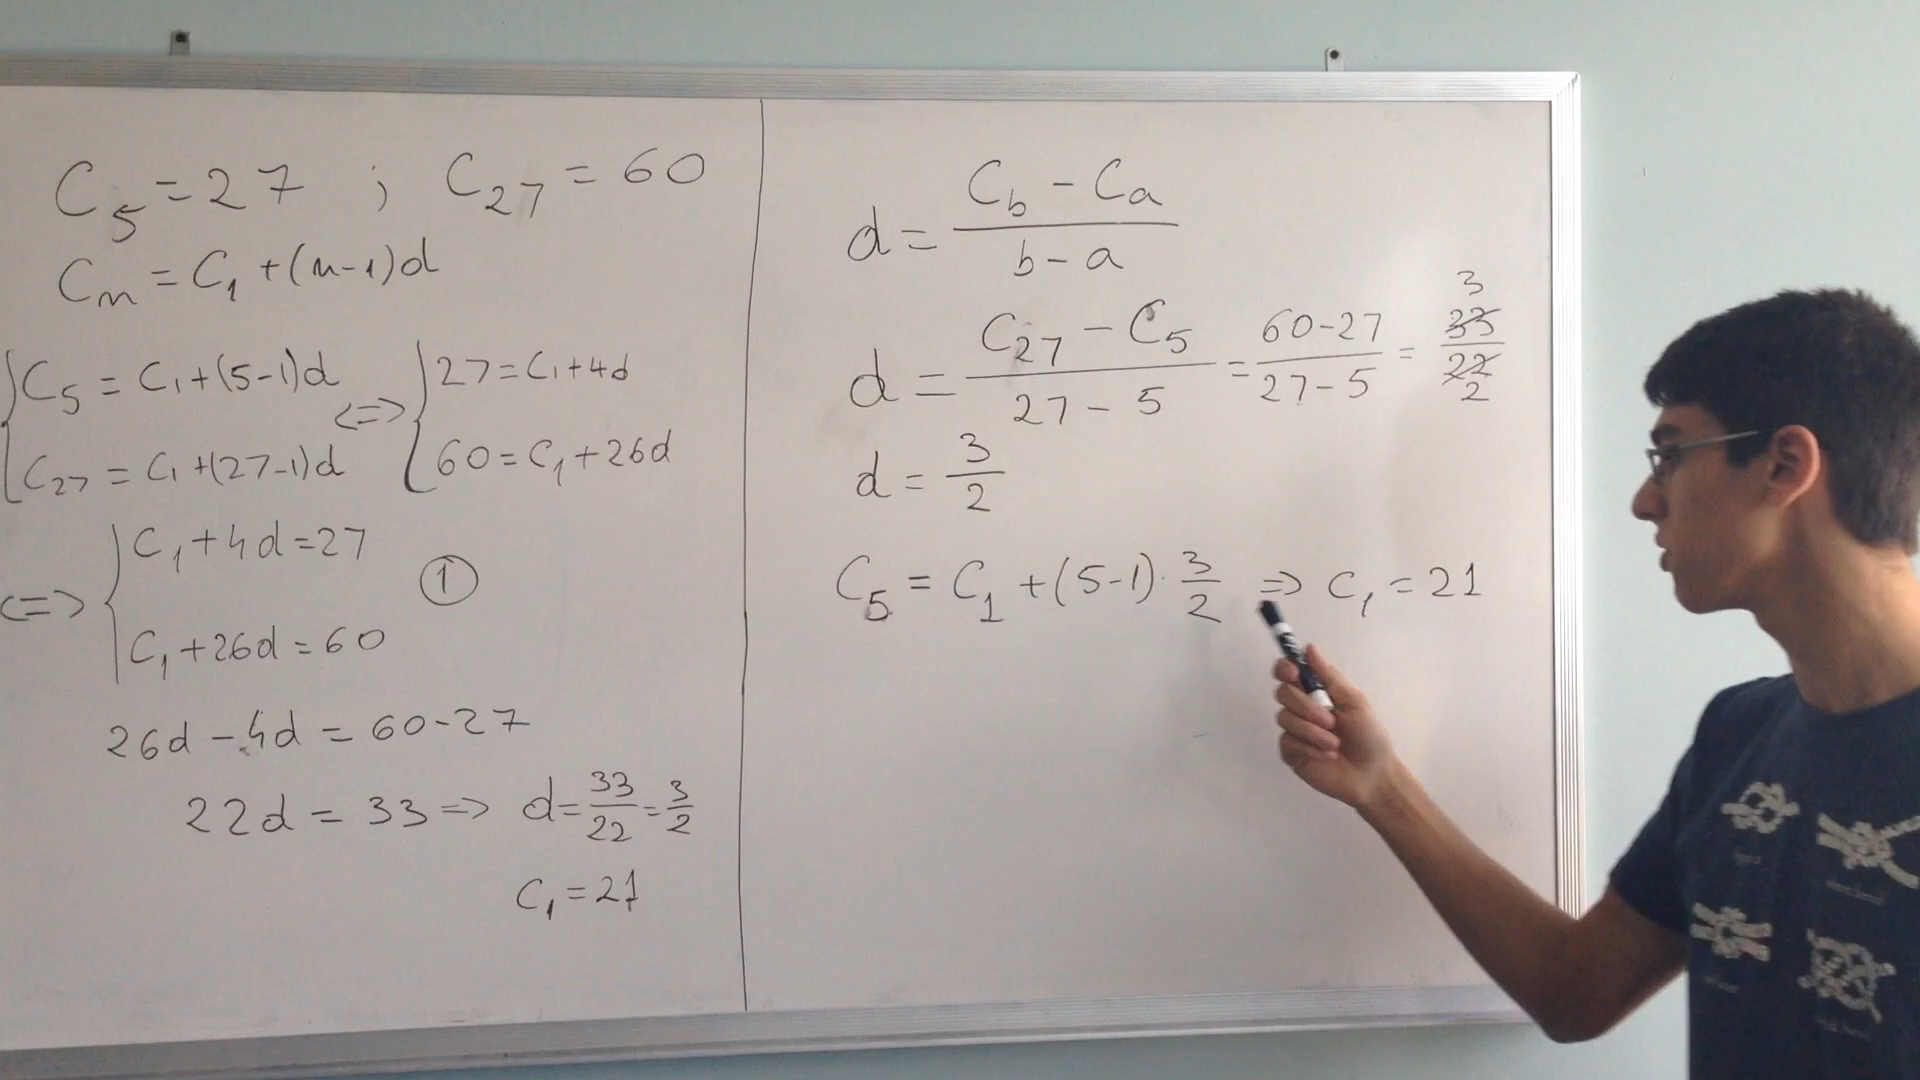 C₅ = 27 ; C₂₇ = 60
Cₙ = C₁ + (n-1)d
C₅ = C₁ + (5-1)d <=> 27 = C₁ + 4d
C₂₇ = C₁ + (27-1)d 60 = C₁ + 26d
<=> C₁ + 4d = 27
①
C₁ + 26d = 60
26d - 4d = 60 - 27
22d = 33 => d = 33/22 = 3/2
C₁ = 21
d = (C_b - C_a)/(b - a)
d = (C₂₇ - C₅)/(27 - 5) = (60 - 27)/(27 - 5) = 33/22 3 2
d = 3/2
C₅ = C₁ + (5-1) · 3/2 => C₁ = 21